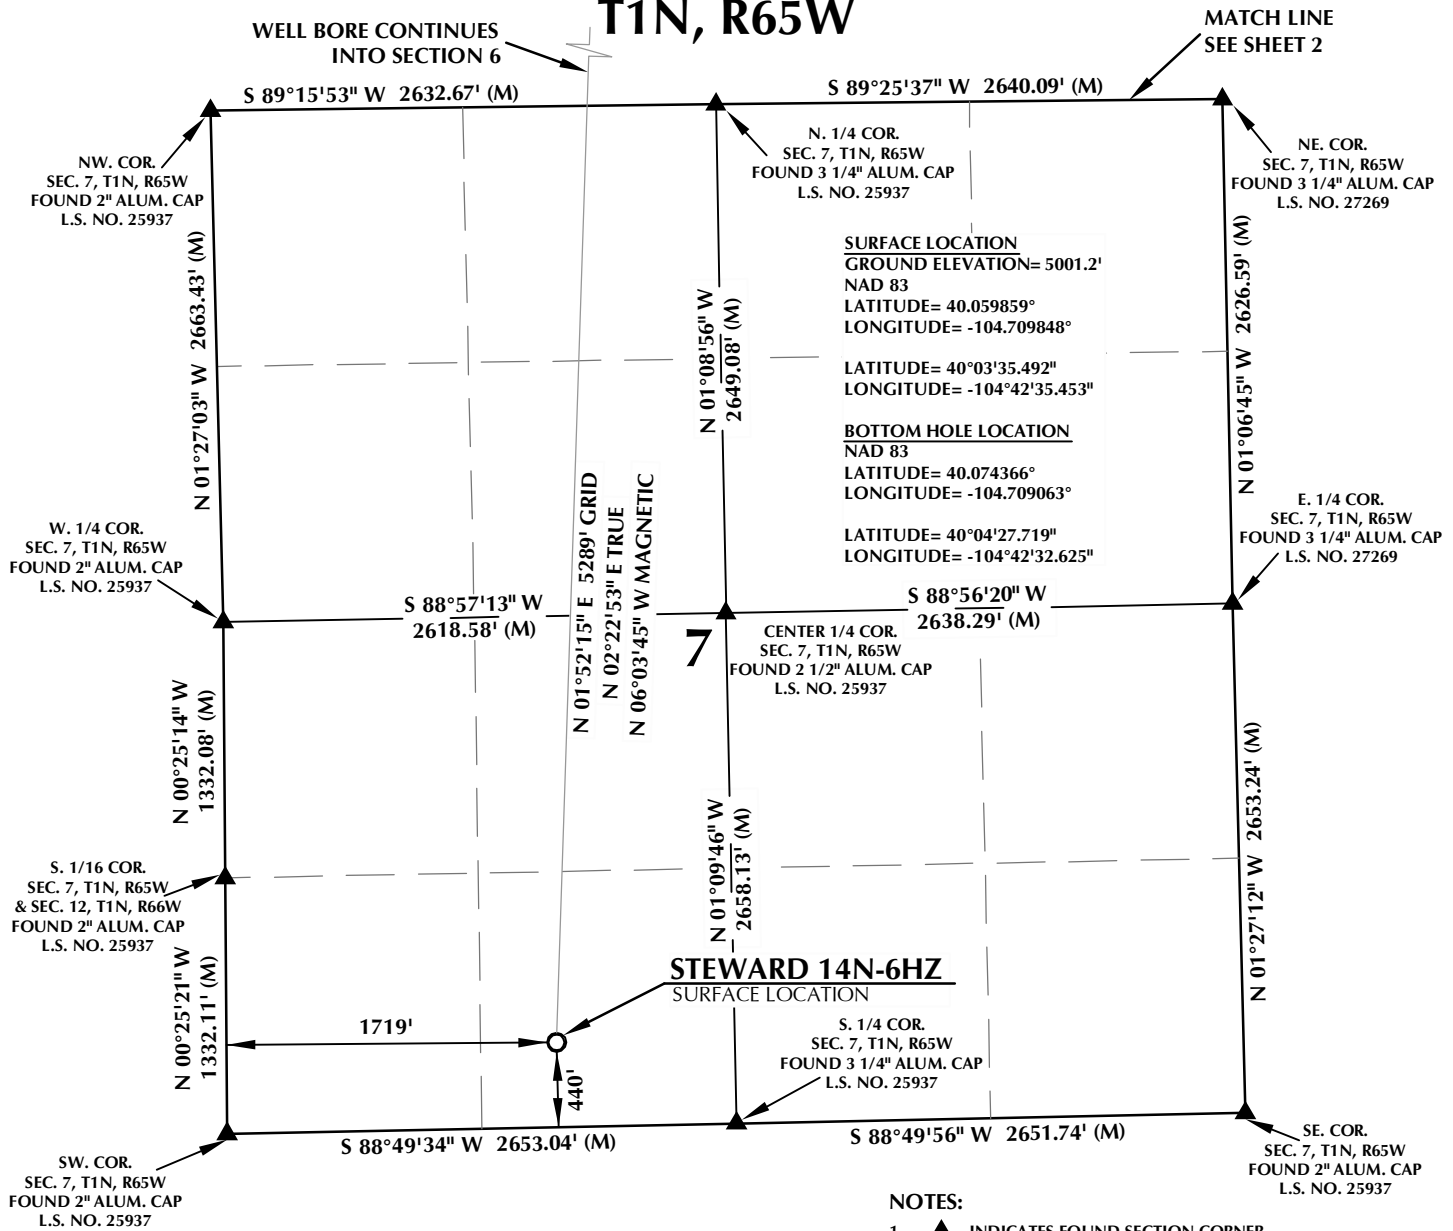 T1N, R65W
WELL BORE CONTINUES
INTO SECTION 6
MATCH LINE
SEE SHEET 2
S 89°15'53" W 2632.67' (M)
S 89°25'37" W 2640.09' (M)
NW. COR.
SEC. 7, T1N, R65W
FOUND 2" ALUM. CAP
L.S. NO. 25937
N. 1/4 COR.
SEC. 7, T1N, R65W
FOUND 3 1/4" ALUM. CAP
L.S. NO. 25937
NE. COR.
SEC. 7, T1N, R65W
FOUND 3 1/4" ALUM. CAP
L.S. NO. 27269
N 01°27'03" W 2663.43' (M)
N 01°08'56" W
2649.08' (M)
SURFACE LOCATION
GROUND ELEVATION= 5001.2'
NAD 83
LATITUDE= 40.059859°
LONGITUDE= -104.709848°
LATITUDE= 40°03'35.492"
LONGITUDE= -104°42'35.453"
BOTTOM HOLE LOCATION
NAD 83
LATITUDE= 40.074366°
LONGITUDE= -104.709063°
LATITUDE= 40°04'27.719"
LONGITUDE= -104°42'32.625"
N 01°06'45" W 2626.59' (M)
W. 1/4 COR.
SEC. 7, T1N, R65W
FOUND 2" ALUM. CAP
L.S. NO. 25937
N 01°52'15" E 5289' GRID
N 02°22'53" E TRUE
N 06°03'45" W MAGNETIC
E. 1/4 COR.
SEC. 7, T1N, R65W
FOUND 3 1/4" ALUM. CAP
L.S. NO. 27269
S 88°57'13" W
2618.58' (M)
S 88°56'20" W
2638.29' (M)
7
CENTER 1/4 COR.
SEC. 7, T1N, R65W
FOUND 2 1/2" ALUM. CAP
L.S. NO. 25937
N 00°25'14" W
1332.08' (M)
N 01°09'46" W
2658.13' (M)
N 01°27'12" W 2653.24' (M)
S. 1/16 COR.
SEC. 7, T1N, R65W
& SEC. 12, T1N, R66W
FOUND 2" ALUM. CAP
L.S. NO. 25937
N 00°25'21" W
1332.11' (M)
STEWARD 14N-6HZ
SURFACE LOCATION
1719'
440'
S. 1/4 COR.
SEC. 7, T1N, R65W
FOUND 3 1/4" ALUM. CAP
L.S. NO. 25937
S 88°49'34" W 2653.04' (M)
S 88°49'56" W 2651.74' (M)
SW. COR.
SEC. 7, T1N, R65W
FOUND 2" ALUM. CAP
L.S. NO. 25937
SE. COR.
SEC. 7, T1N, R65W
FOUND 2" ALUM. CAP
L.S. NO. 25937
NOTES:
1. INDICATES FOUND SECTION CORNER